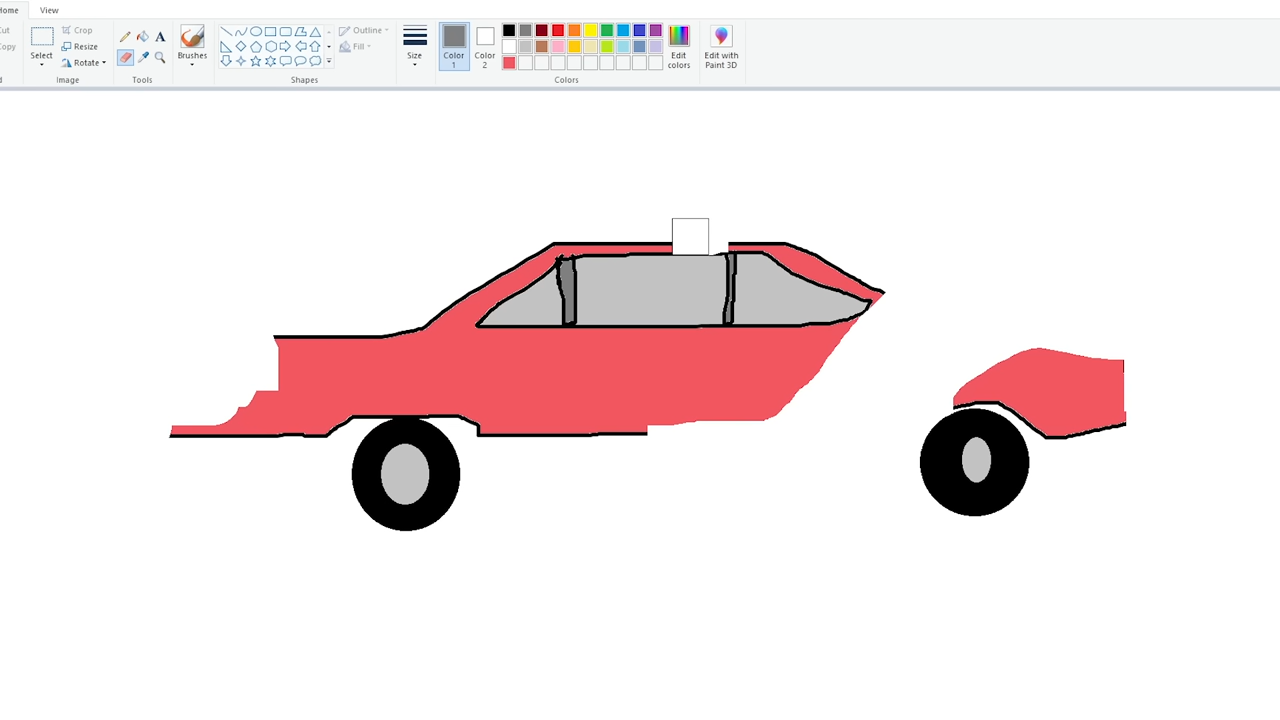 Home View
Cut
Copy
Select
Crop
Resize
Rotate
Image
A
Tools
Brushes
Outline
Fill
Shapes
Size
Color 1
Color 2
Edit colors
Edit with Paint 3D
Colors